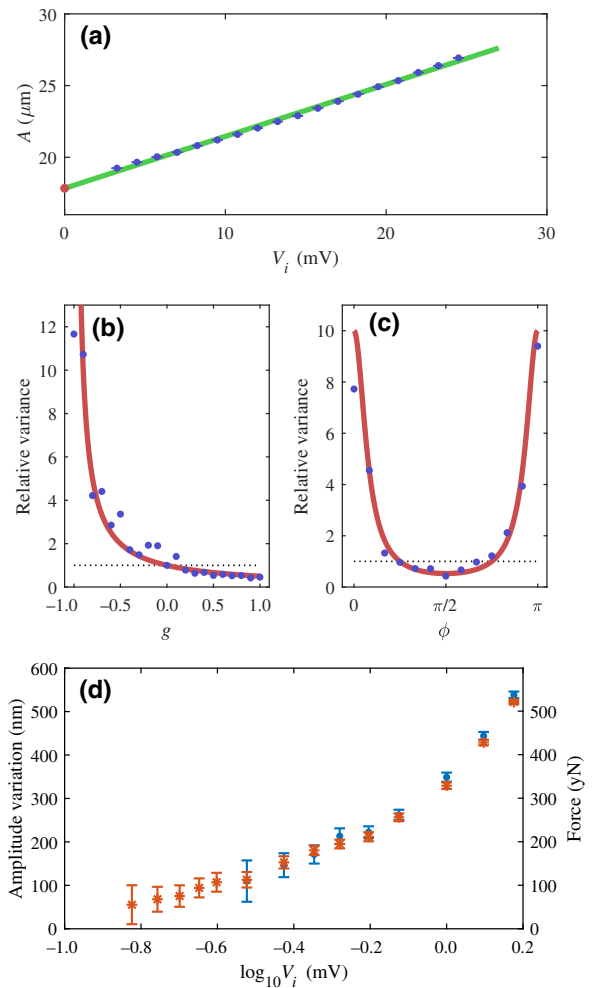 (a)
30
25
20
A (μm)
0 10 20 30
V_i (mV)
(b)
12
10
8
6
4
2
0
Relative variance
−1.0 −0.5 0.0 0.5 1.0
g
(c)
10
8
6
4
2
0
Relative variance
0 π/2 π
ϕ
(d)
600
500
400
300
200
100
0
Amplitude variation (nm)
500
400
300
200
100
0
Force (yN)
−1.0 −0.8 −0.6 −0.4 −0.2 0.0 0.2
log₁₀V_i (mV)